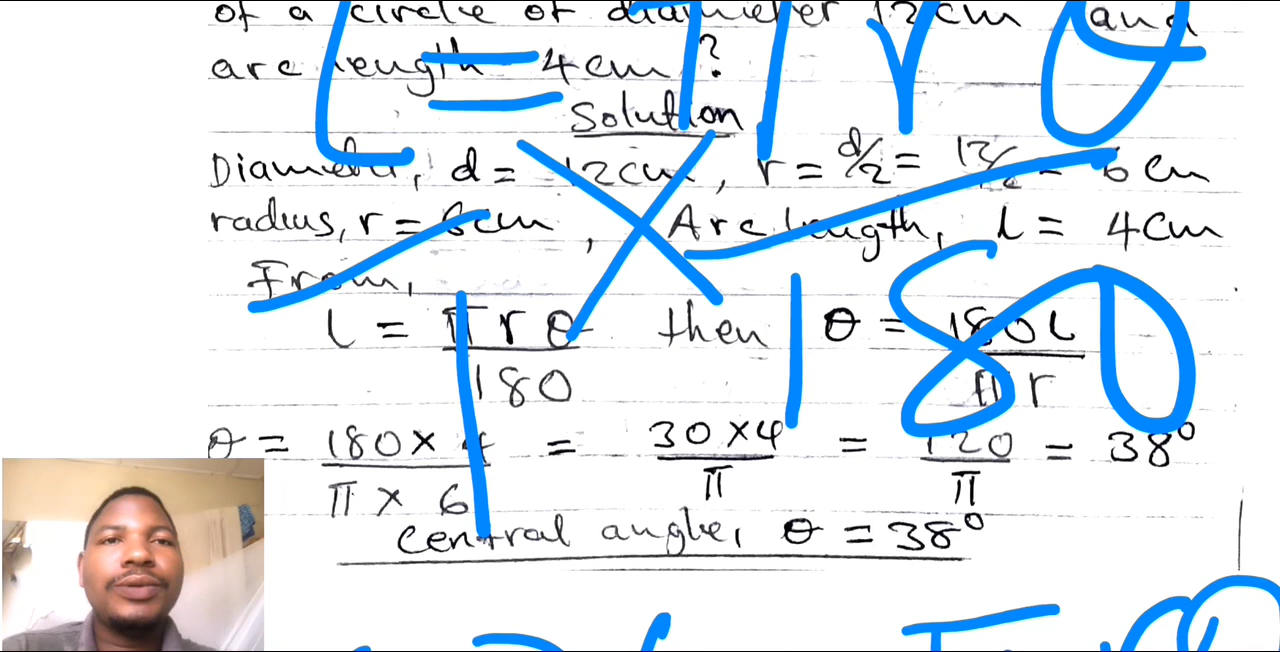 of a circle of diameter 12cm and
arc length = 4cm?
Solution
Diameter, d = 12cm, r = d/2 = 12/2 = 6cm
radius, r = 6cm, Arc length, l = 4cm
From,
l = πrθ/180 then θ = 180l/πr
θ = 180×4/π×6 = 30×4/π = 120/π = 38°
central angle, θ = 38°
l = πrθ
180